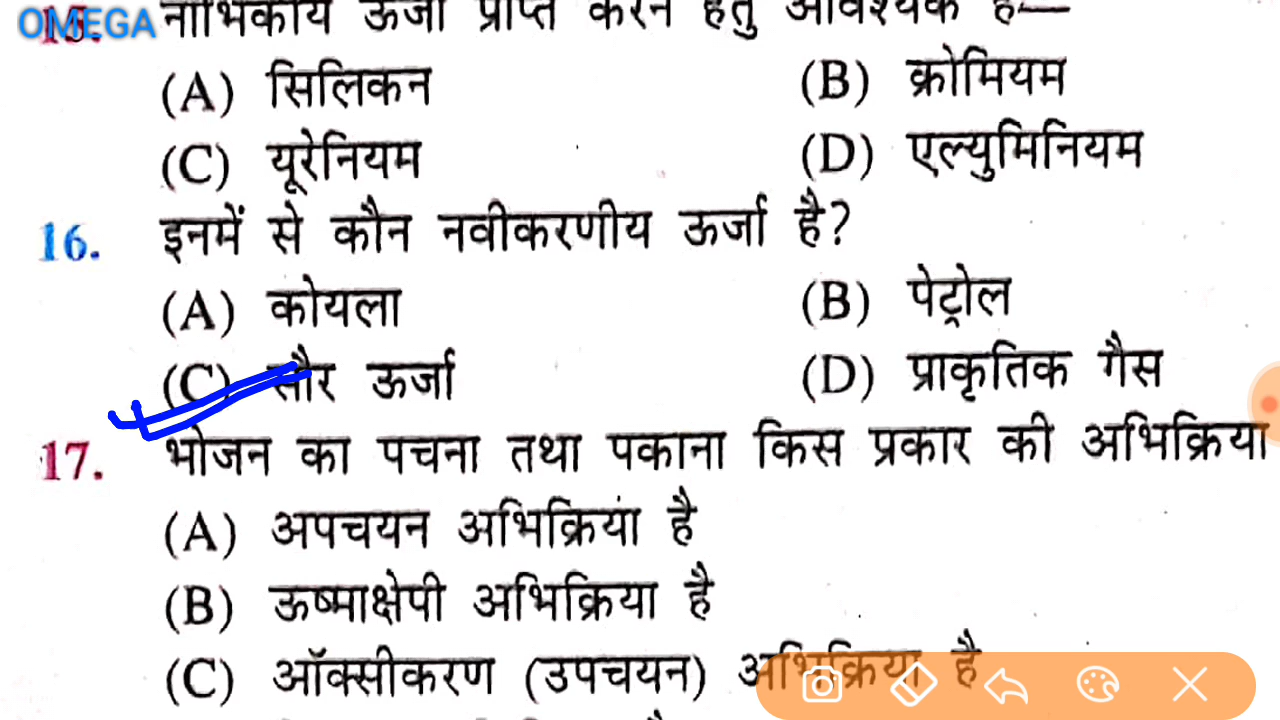 OMEGA
15. नाभिकीय ऊर्जा प्राप्त करने हेतु आवश्यक है—
(A) सिलिकन (B) क्रोमियम
(C) यूरेनियम (D) एल्युमिनियम
16. इनमें से कौन नवीकरणीय ऊर्जा है?
(A) कोयला (B) पेट्रोल
(C) सौर ऊर्जा (D) प्राकृतिक गैस
17. भोजन का पचना तथा पकाना किस प्रकार की अभिक्रिया
(A) अपचयन अभिक्रिया है
(B) ऊष्माक्षेपी अभिक्रिया है
(C) ऑक्सीकरण (उपचयन) अभिक्रिया है